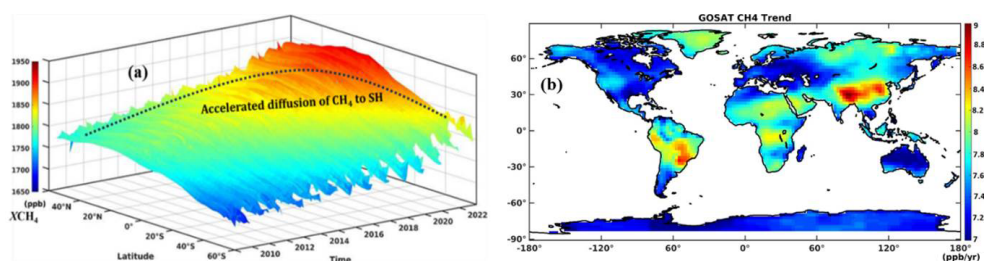 1950
(a)
1900
1850
Accelerated diffusion of CH₄ to SH
1800
1750
1700
1650
(ppb)
XCH₄
40°N
20°N
0°
20°S
40°S
60°S
Latitude
2010
2012
2014
2016
2018
2020
2022
Time
GOSAT CH4 Trend
(b)
60°
30°
0°
-30°
-60°
-90°
-180°
-120°
-60°
0°
60°
120°
180°
9
8.8
8.6
8.4
8.2
8
7.8
7.6
7.4
7.2
7
(ppb/yr)